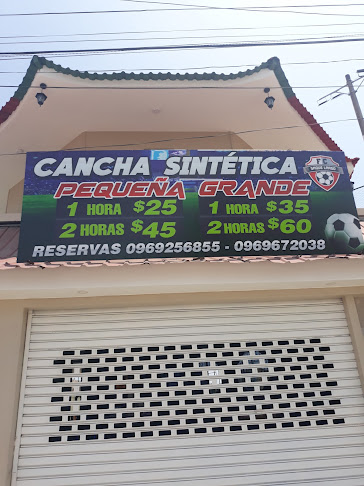 CANCHA SINTÉTICA
PEQUEÑA GRANDE
1 HORA $25 1 HORA $35
2 HORAS $45 2 HORAS $60
RESERVAS 0969256855 - 0969672038